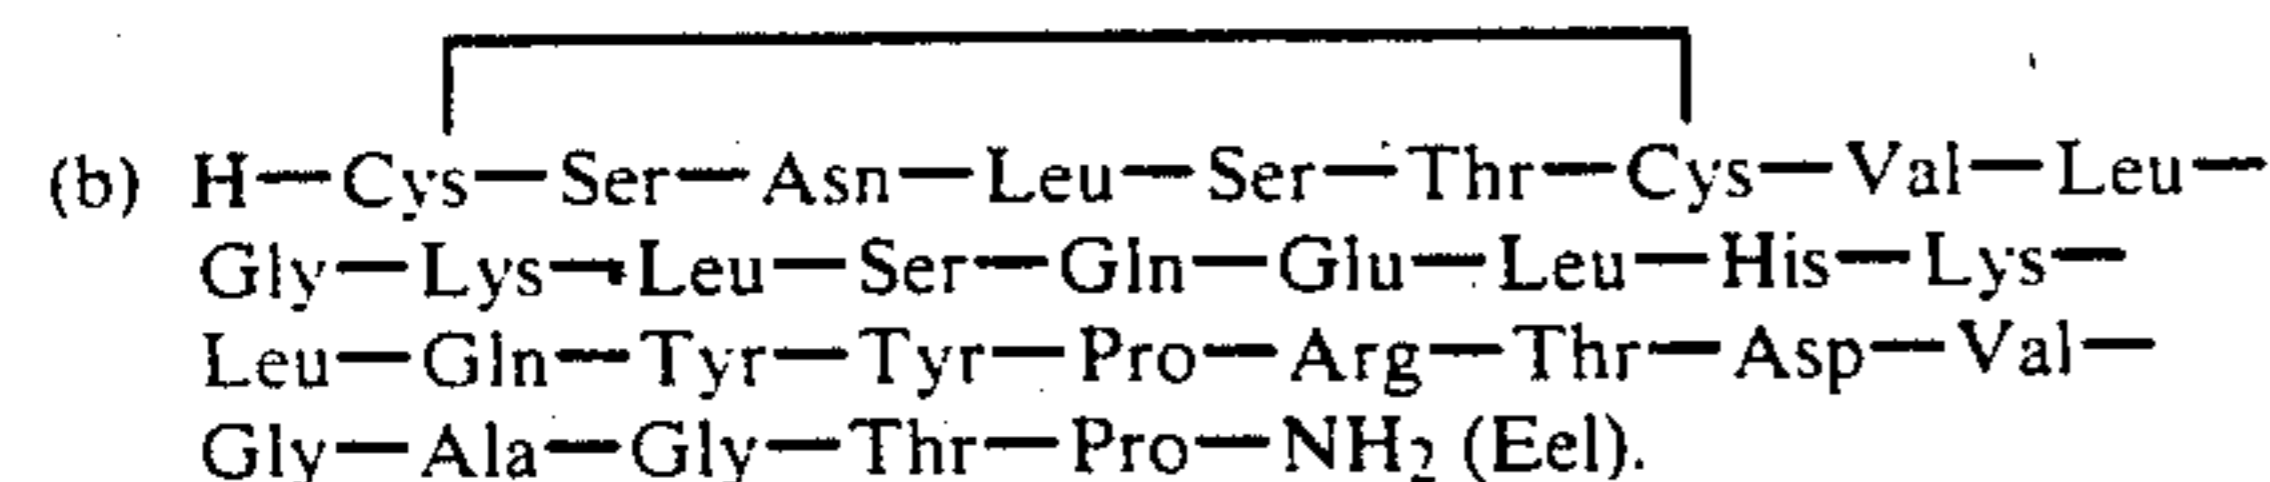 (b) H—Cys—Ser—Asn—Leu—Ser—Thr—Cys—Val—Leu—
Gly—Lys—Leu—Ser—Gln—Glu—Leu—His—Lys—
Leu—Gln—Tyr—Tyr—Pro—Arg—Thr—Asp—Val—
Gly—Ala—Gly—Thr—Pro—NH₂ (Eel).